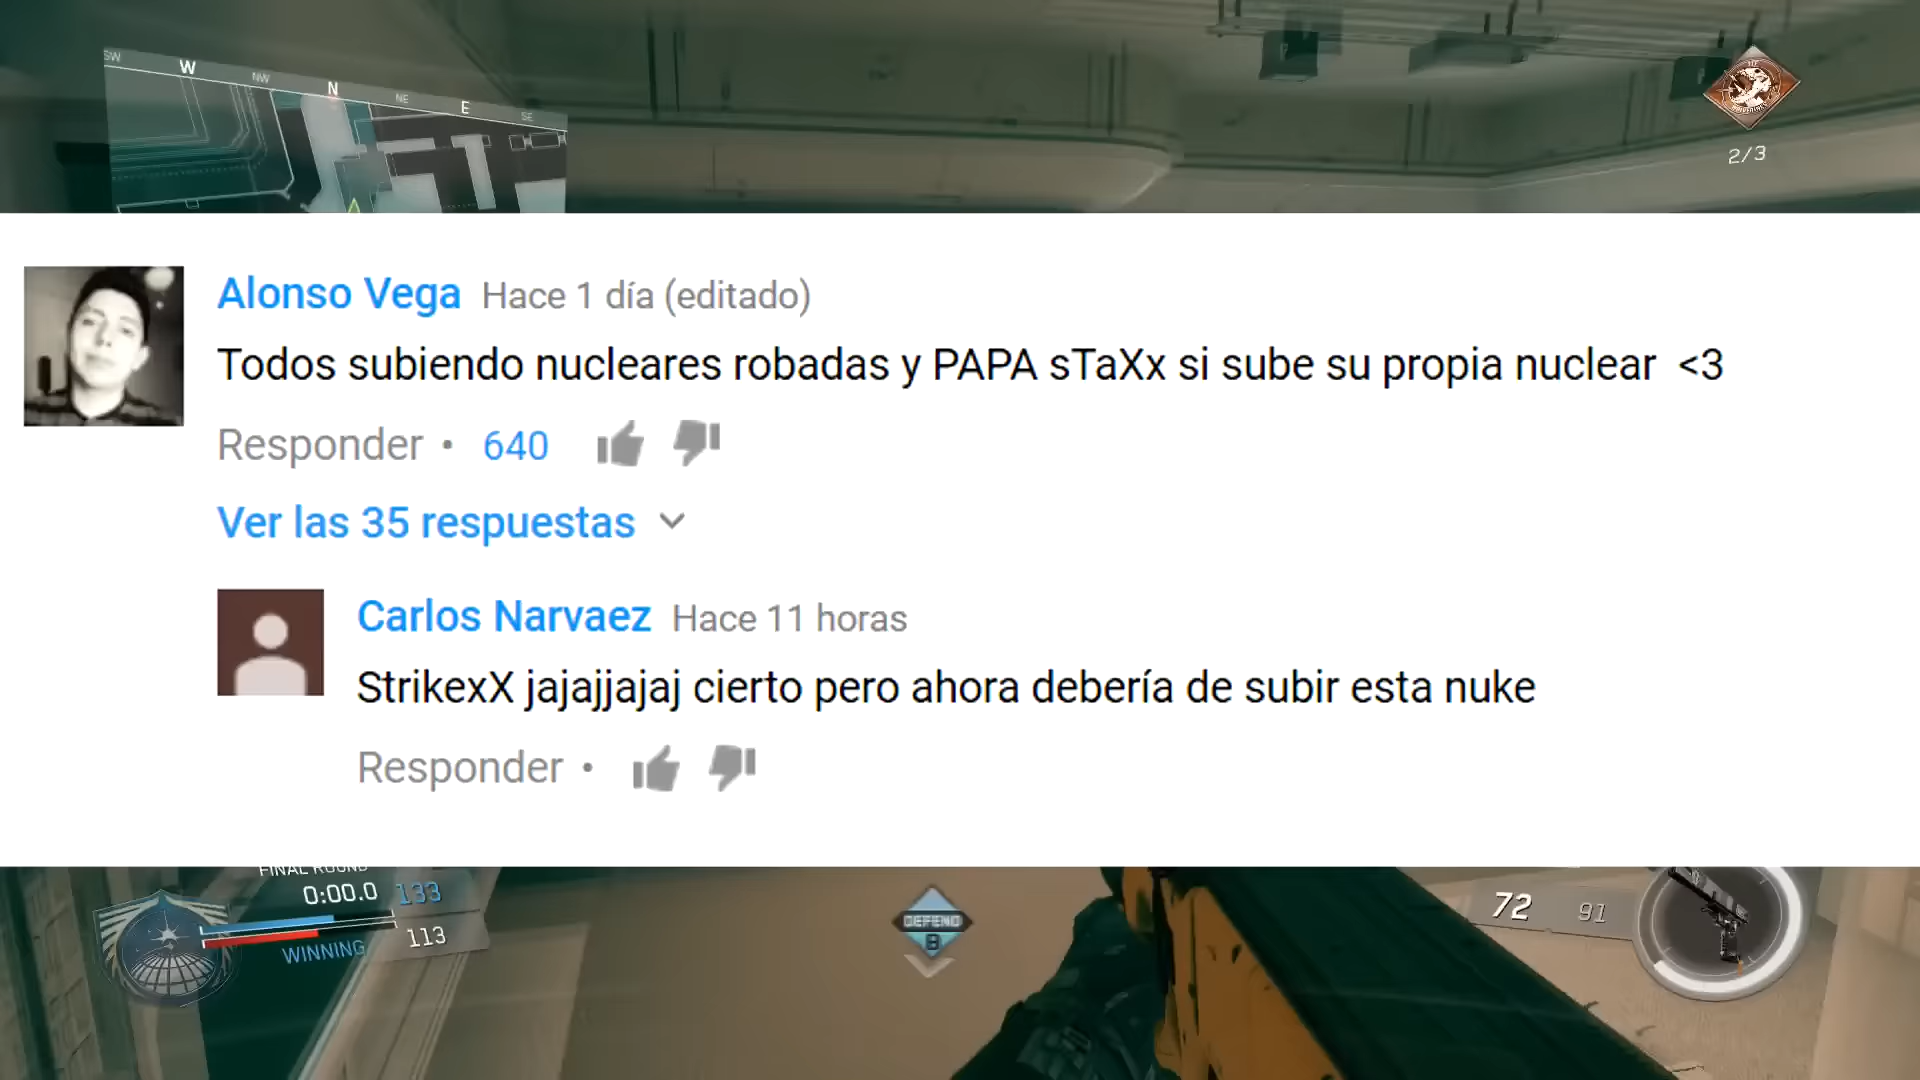 SW W NW N NE E SE
2/3
Alonso Vega Hace 1 día (editado)
Todos subiendo nucleares robadas y PAPA sTaXx si sube su propia nuclear <3
Responder • 640
Ver las 35 respuestas
Carlos Narvaez Hace 11 horas
StrikexX jajajjajaj cierto pero ahora debería de subir esta nuke
Responder •
FINAL ROUND
0:00.0 133
WINNING 113
DEFEND
B
72 91